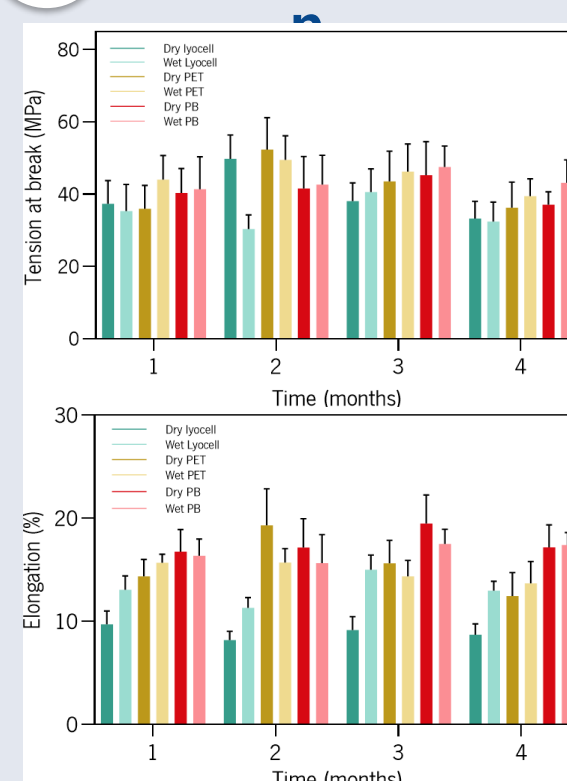 n
Tension at break (MPa)
80
60
40
20
0
Dry lyocell
Wet Lyocell
Dry PET
Wet PET
Dry PB
Wet PB
1 2 3 4
Time (months)
Elongation (%)
30
20
10
0
Dry lyocell
Wet Lyocell
Dry PET
Wet PET
Dry PB
Wet PB
1 2 3 4
Time (months)